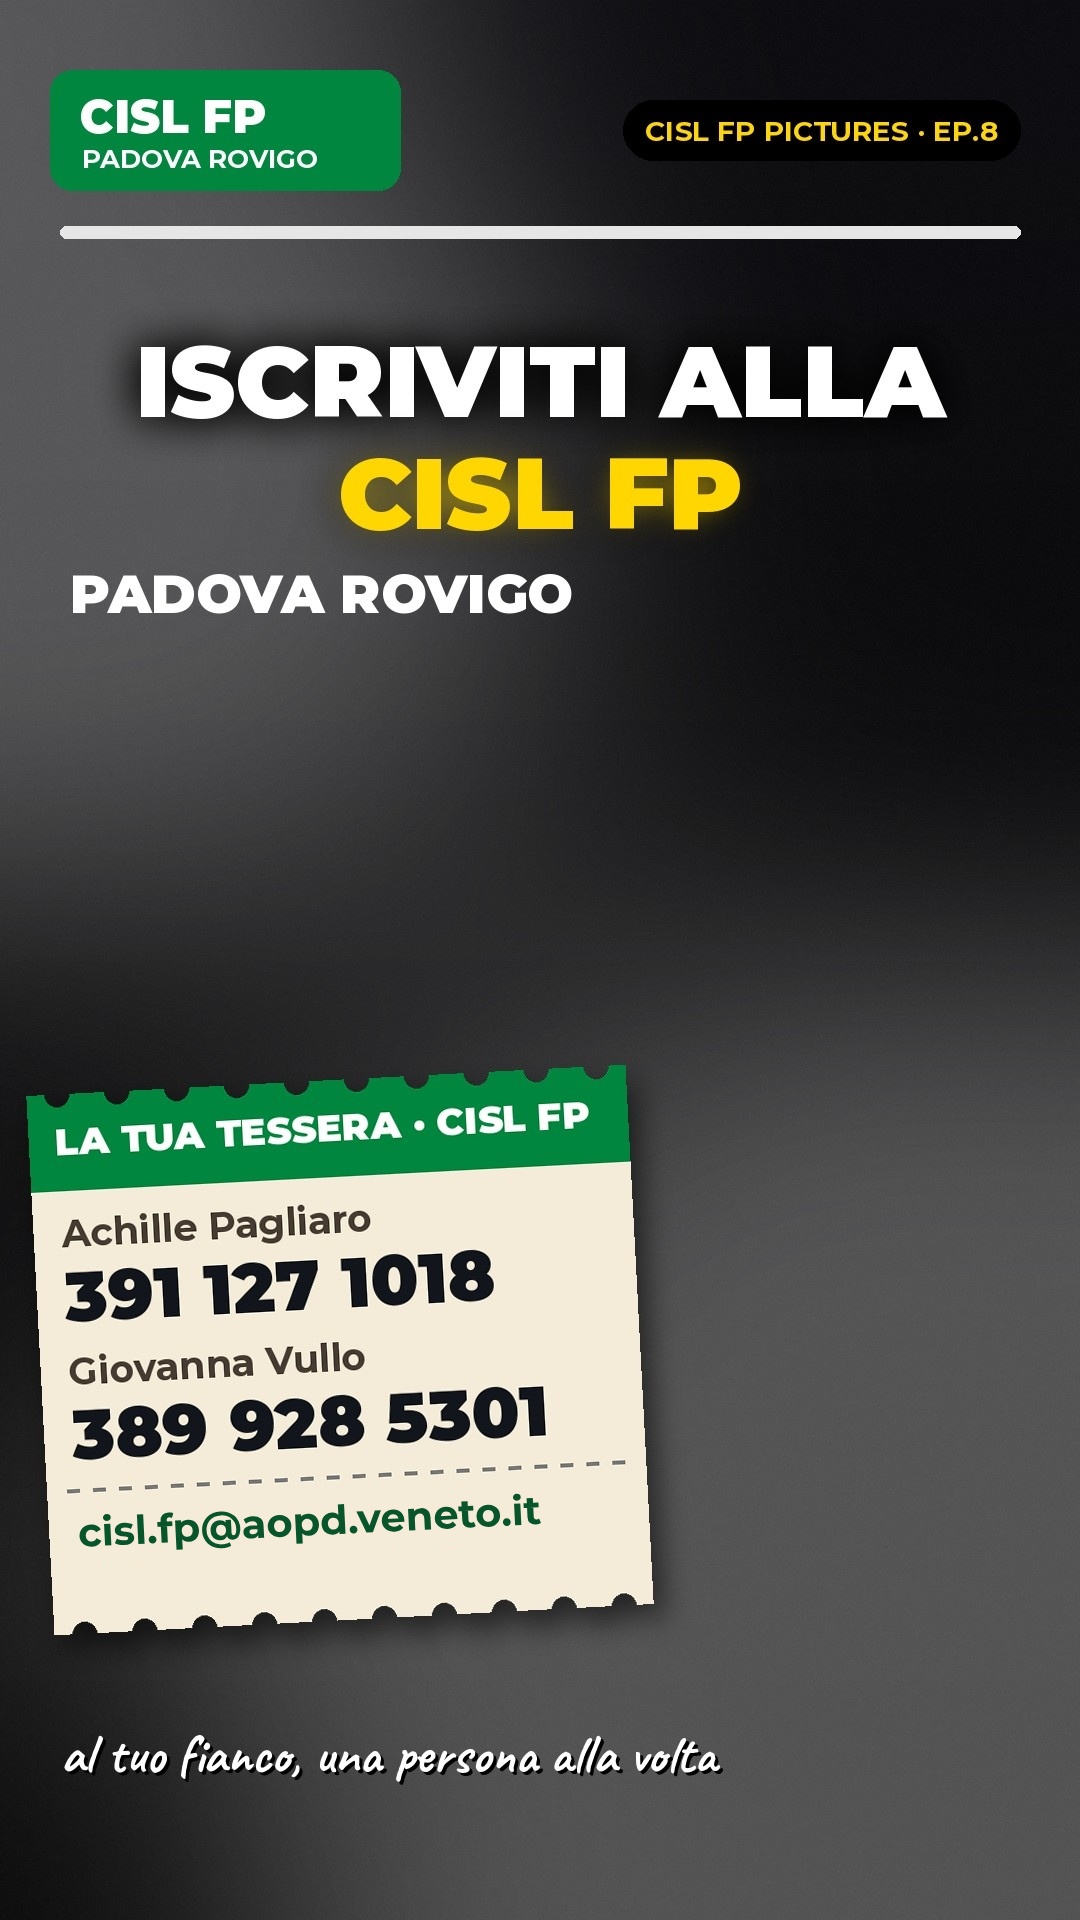 CISL FP
PADOVA ROVIGO
CISL FP PICTURES · EP.8
ISCRIVITI ALLA
CISL FP
PADOVA ROVIGO
LA TUA TESSERA · CISL FP
Achille Pagliaro
391 127 1018
Giovanna Vullo
389 928 5301
cisl.fp@aopd.veneto.it
al tuo fianco, una persona alla volta